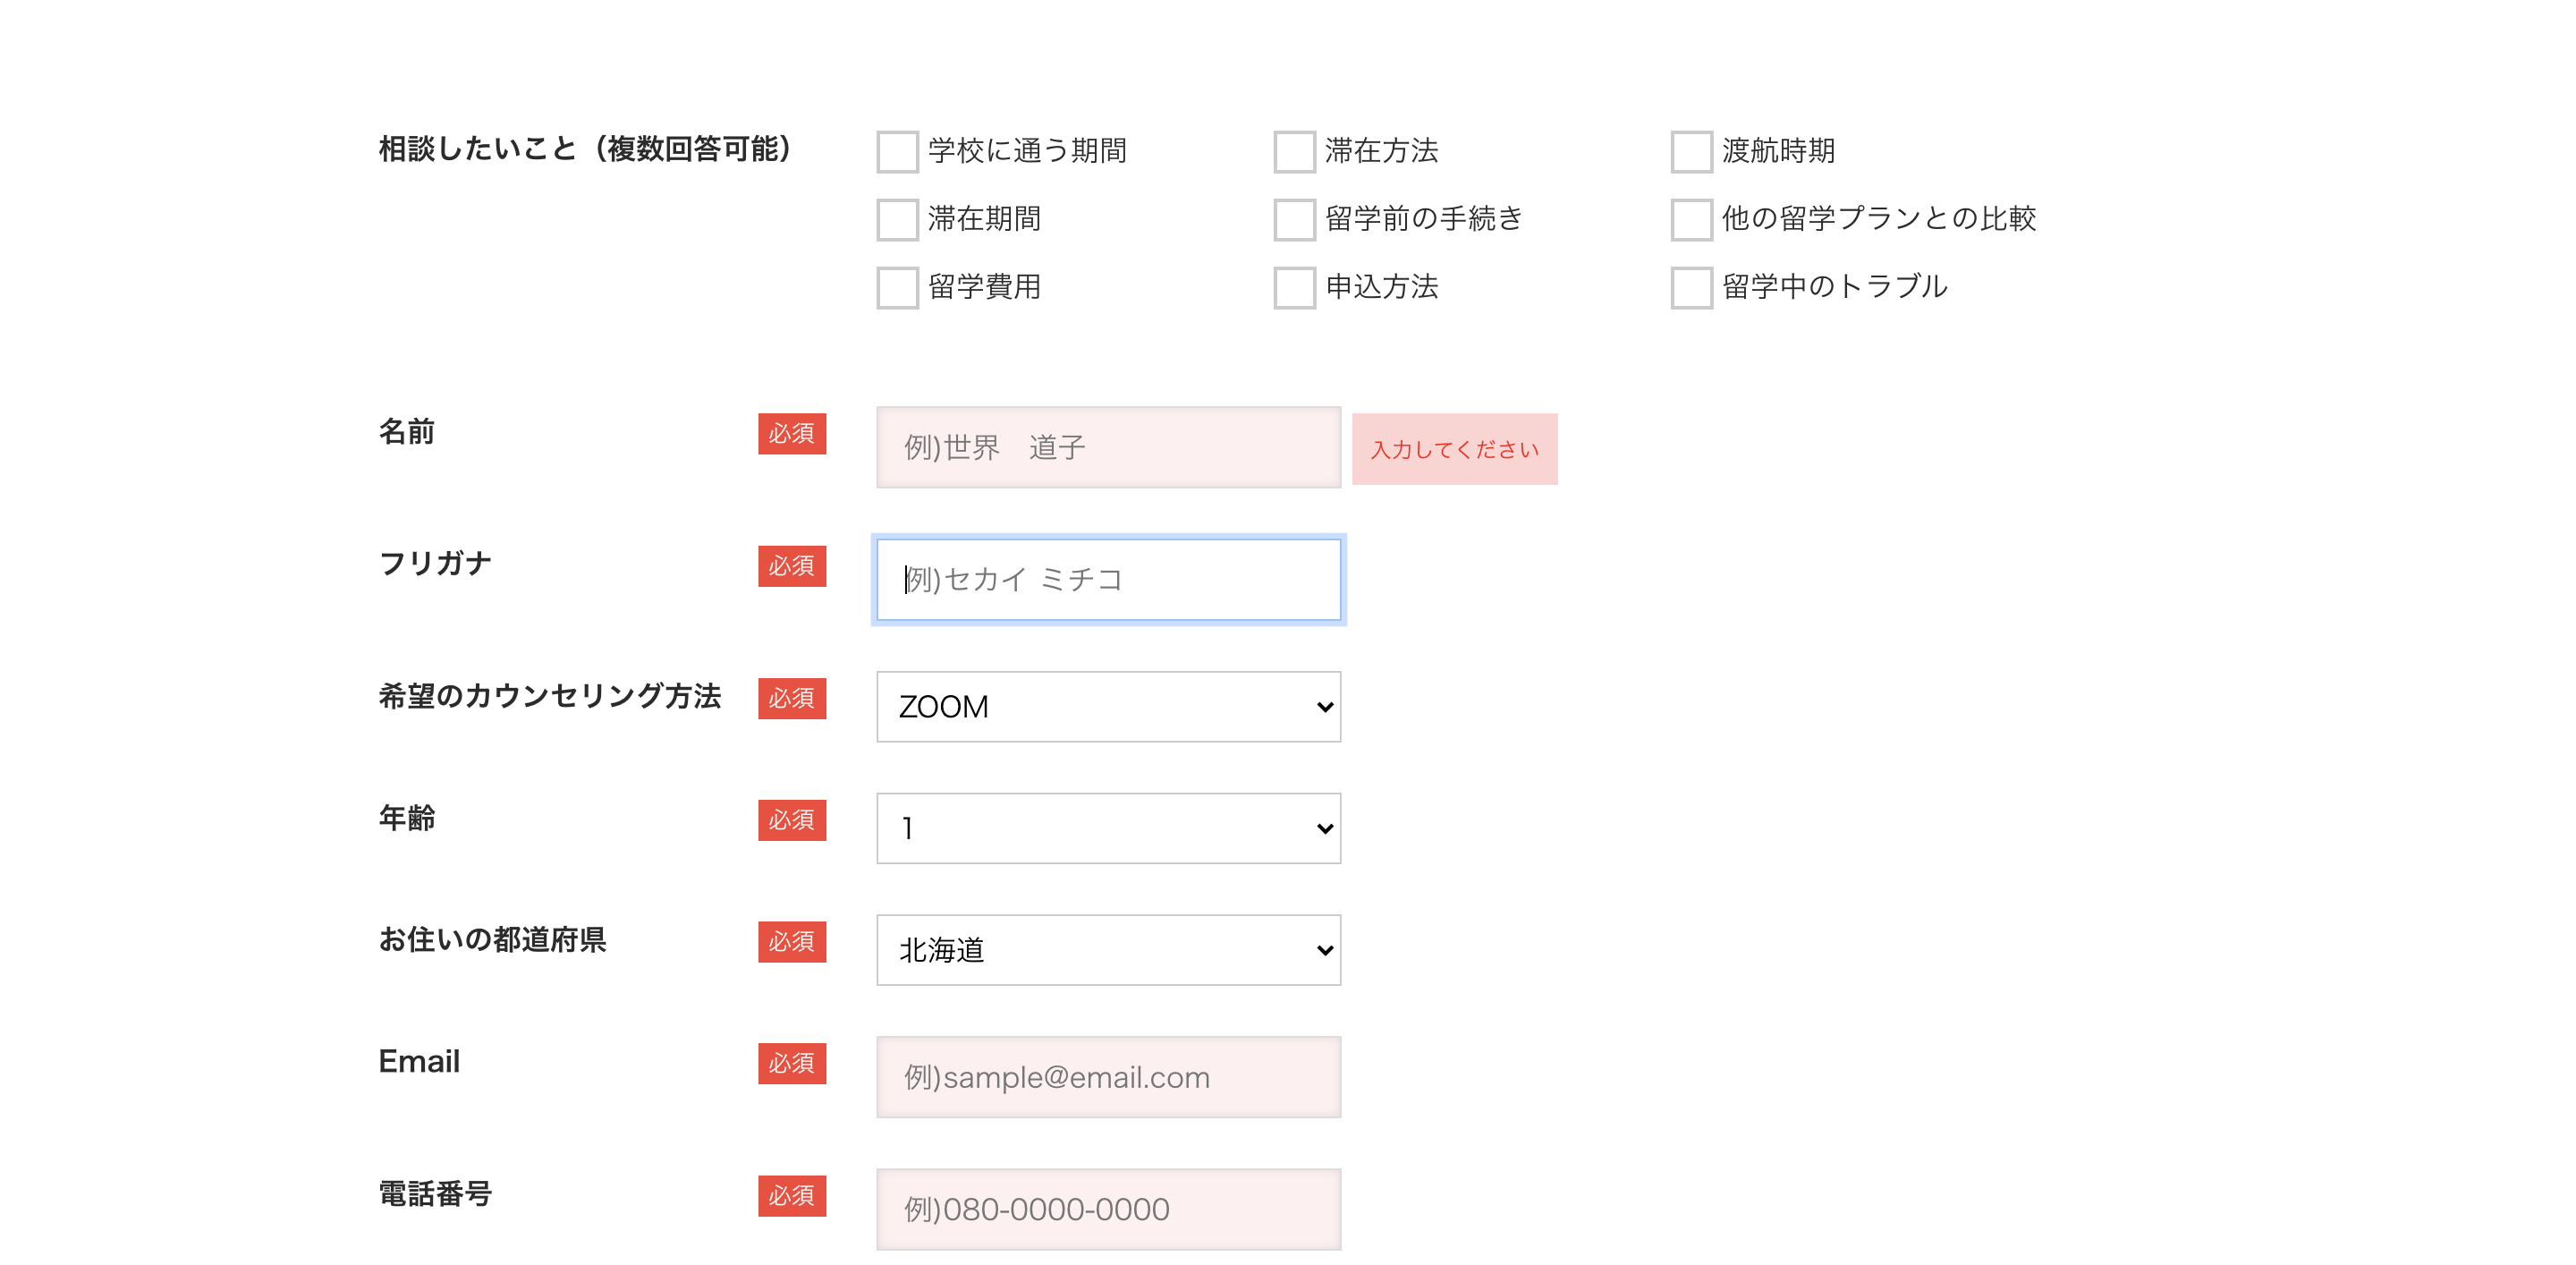 相談したいこと（複数回答可能） 学校に通う期間 滞在方法 渡航時期
滞在期間 留学前の手続き 他の留学プランとの比較
留学費用 申込方法 留学中のトラブル
名前 必須 例)世界　道子 入力してください
フリガナ 必須 例)セカイ ミチコ
希望のカウンセリング方法 必須 ZOOM
年齢 必須 1
お住いの都道府県 必須 北海道
Email 必須 例)sample@email.com
電話番号 必須 例)080-0000-0000